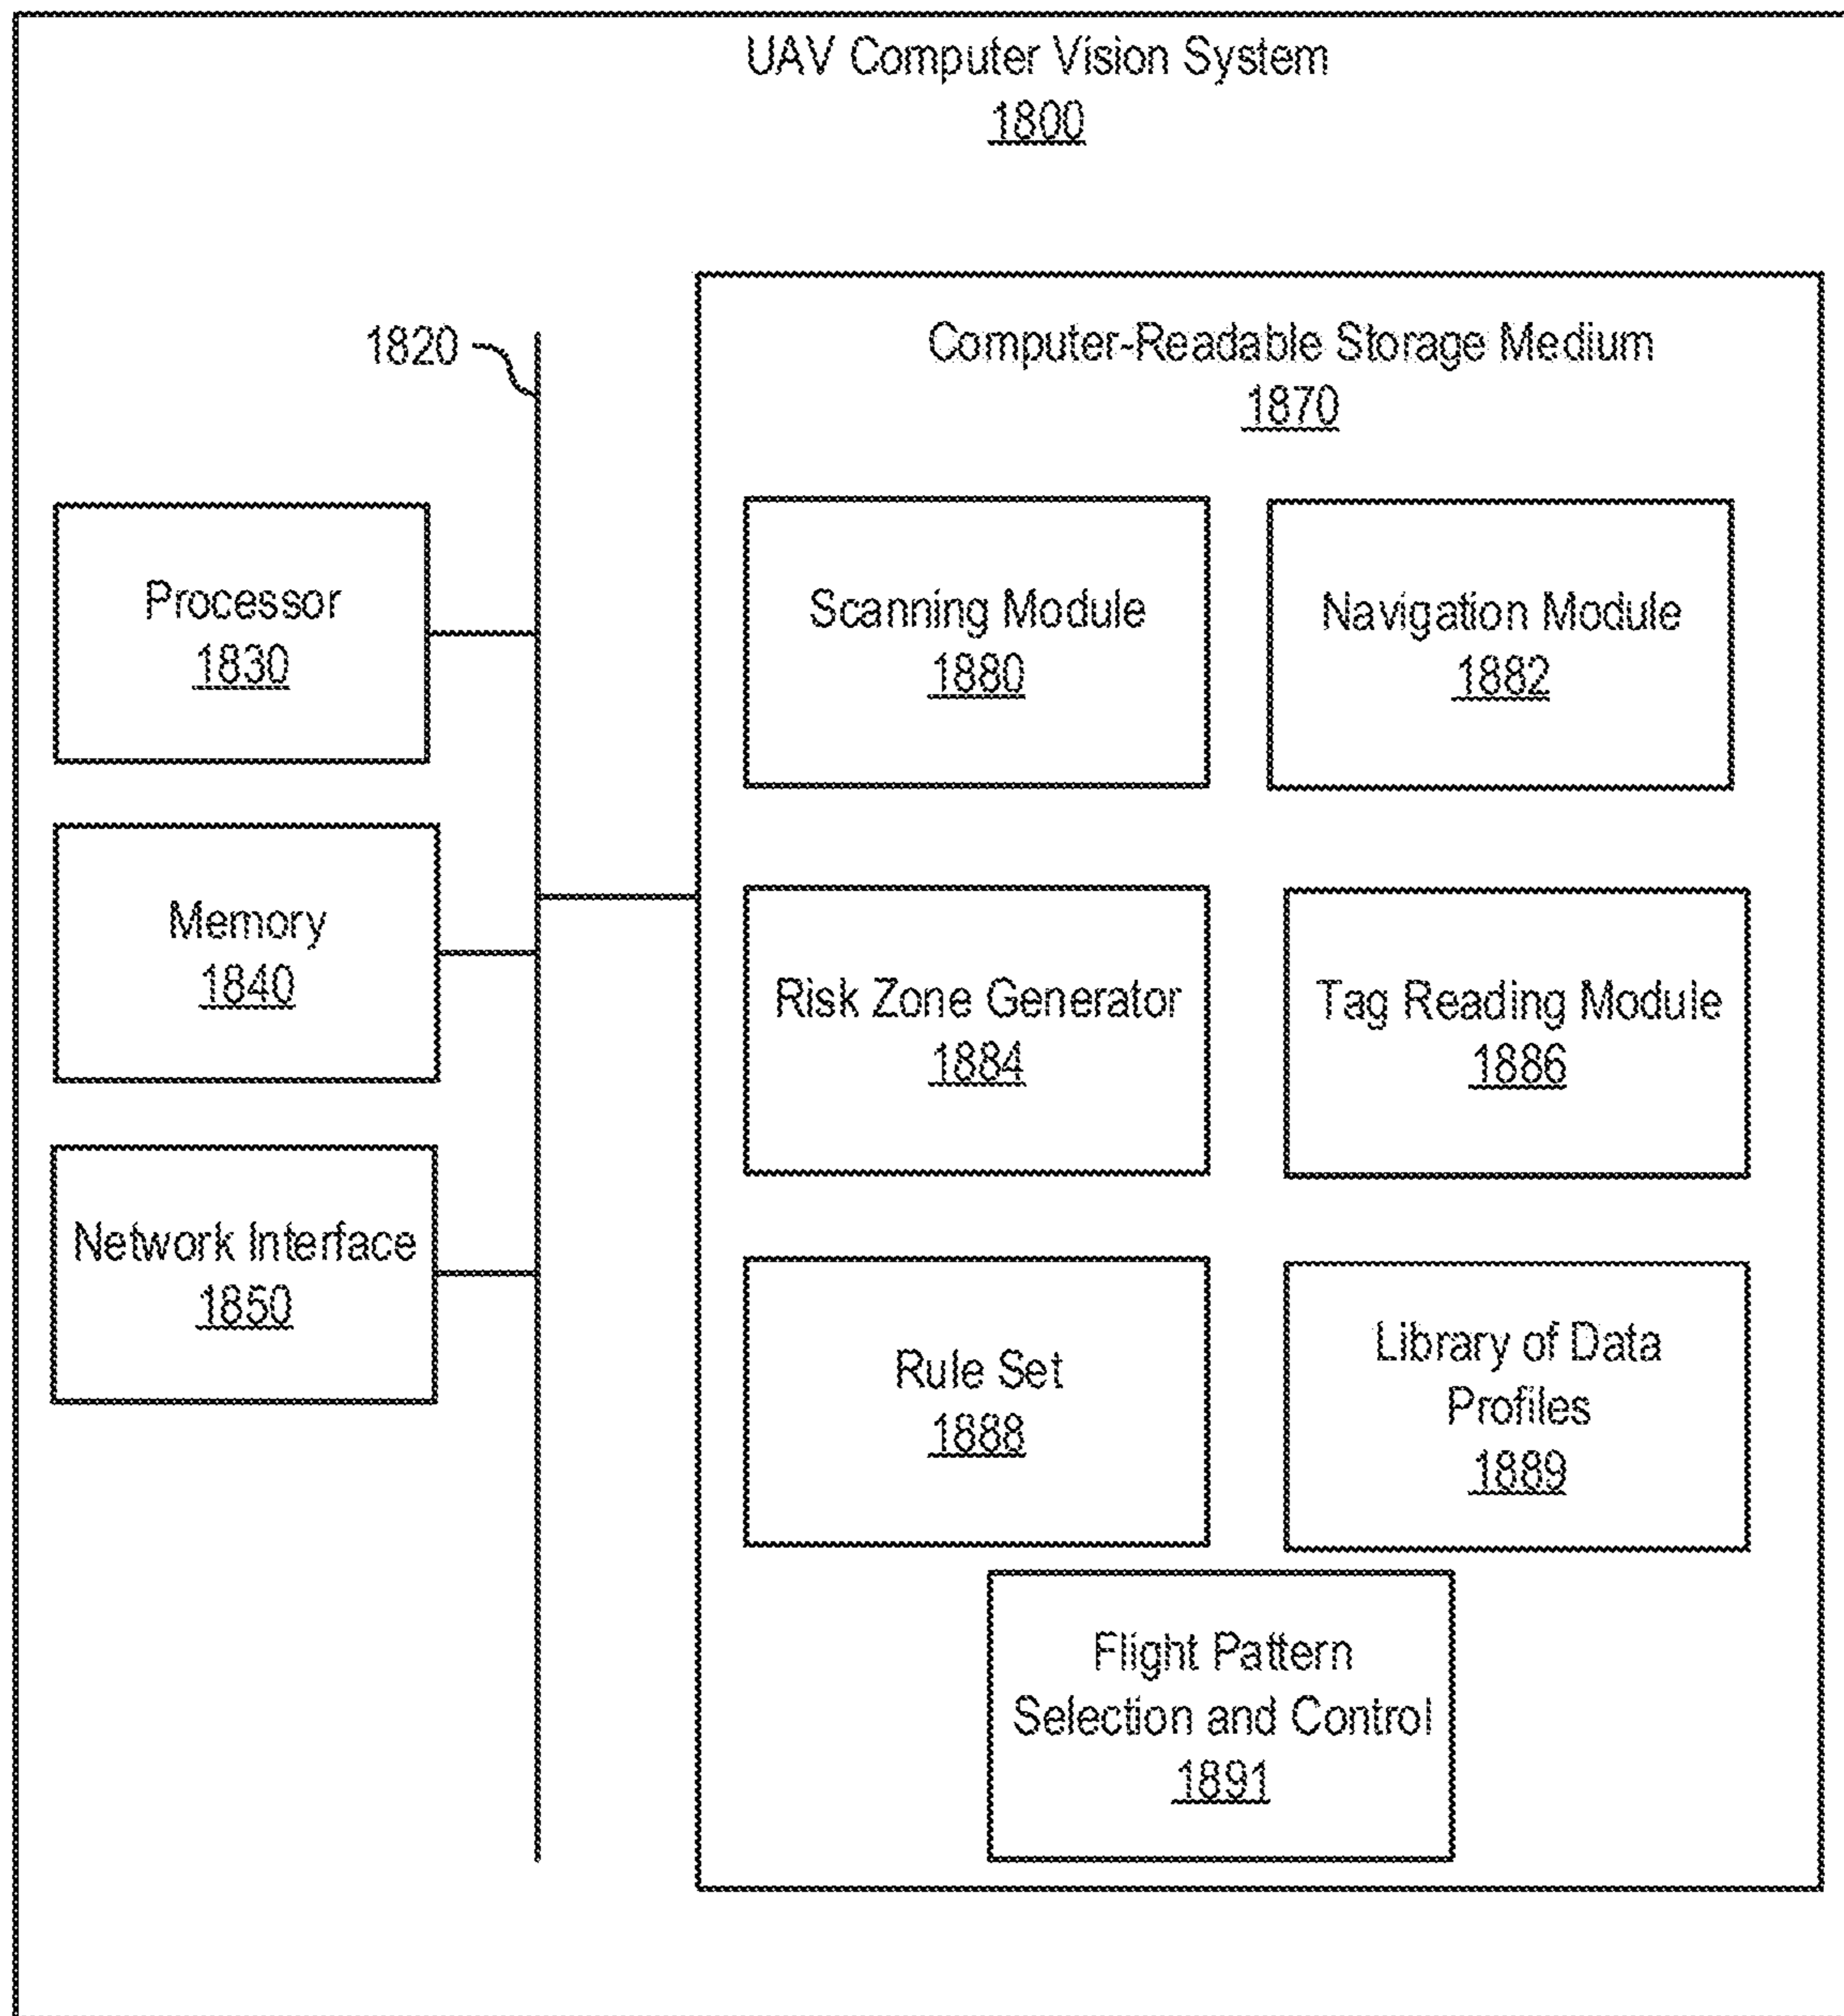 UAV Computer Vision System
1800
1820
Computer-Readable Storage Medium
1870
Processor
1830
Memory
1840
Network Interface
1850
Scanning Module
1880
Navigation Module
1882
Risk Zone Generator
1884
Tag Reading Module
1886
Rule Set
1888
Library of Data
Profiles
1889
Flight Pattern
Selection and Control
1891